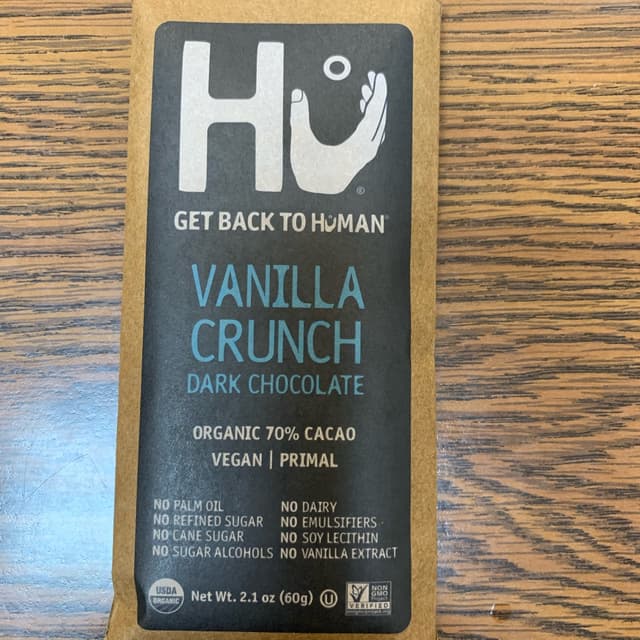 HU
GET BACK TO HUMAN
VANILLA
CRUNCH
DARK CHOCOLATE
ORGANIC 70% CACAO
VEGAN | PRIMAL
NO PALM OIL
NO REFINED SUGAR
NO CANE SUGAR
NO SUGAR ALCOHOLS
NO DAIRY
NO EMULSIFIERS
NO SOY LECITHIN
NO VANILLA EXTRACT
USDA
ORGANIC
Net Wt. 2.1 oz (60g) U
NON
GMO
Project
VERIFIED